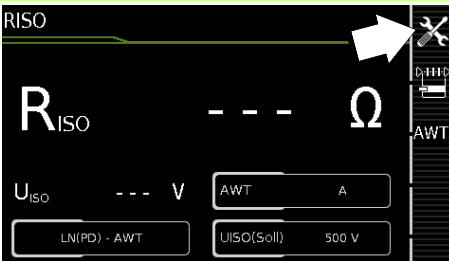 RISO
RISO - - - Ω
AWT
UISO - - - V
AWT A
LN(PD) - AWT
UISO(Soll) 500 V